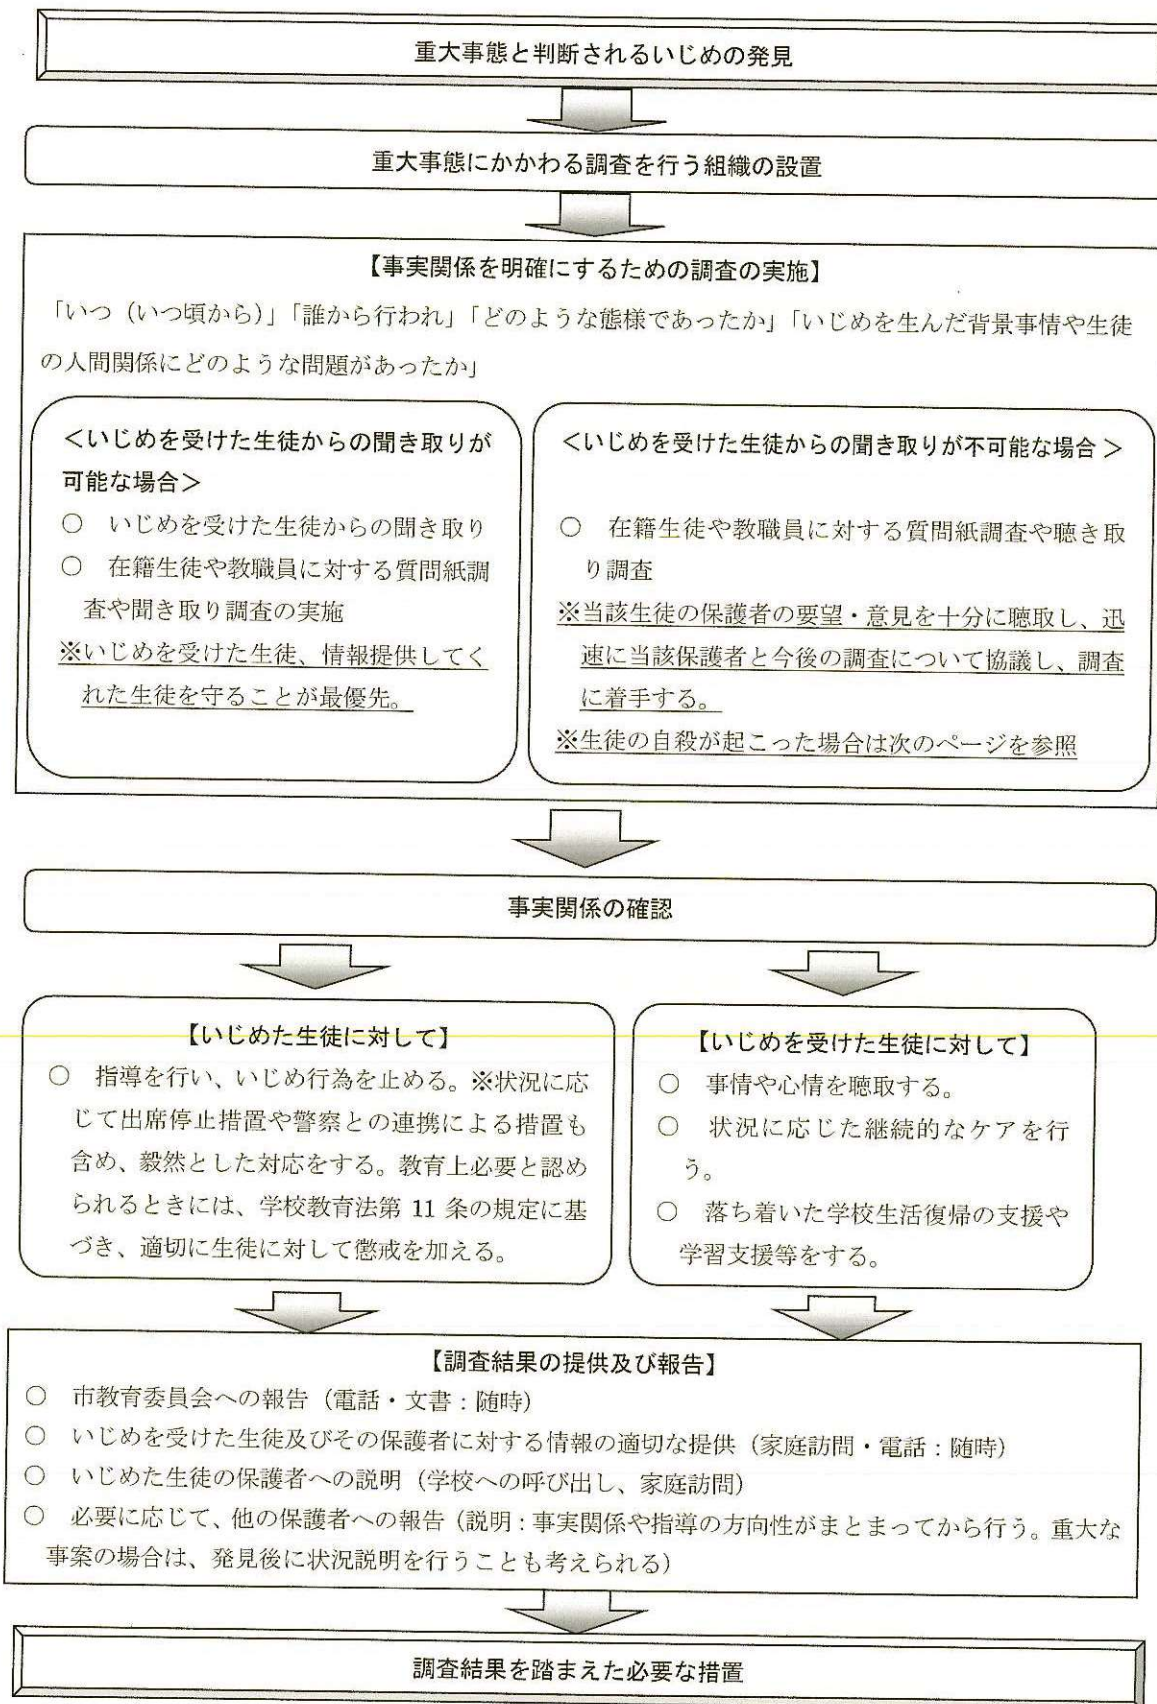 重大事態と判断されるいじめの発見
重大事態にかかわる調査を行う組織の設置
【事実関係を明確にするための調査の実施】
「いつ（いつ頃から）」「誰から行われ」「どのような態様であったか」「いじめを生んだ背景事情や生徒
の人間関係にどのような問題があったか」
＜いじめを受けた生徒からの聞き取りが
可能な場合＞
○　いじめを受けた生徒からの聞き取り
○　在籍生徒や教職員に対する質問紙調
査や聞き取り調査の実施
※いじめを受けた生徒、情報提供してく
れた生徒を守ることが最優先。
＜いじめを受けた生徒からの聞き取りが不可能な場合＞
○　在籍生徒や教職員に対する質問紙調査や聴き取
り調査
※当該生徒の保護者の要望・意見を十分に聴取し、迅
速に当該保護者と今後の調査について協議し、調査
に着手する。
※生徒の自殺が起こった場合は次のページを参照
事実関係の確認
【いじめた生徒に対して】
○　指導を行い、いじめ行為を止める。※状況に応
じて出席停止措置や警察との連携による措置も
含め、毅然とした対応をする。教育上必要と認め
られるときには、学校教育法第 11 条の規定に基
づき、適切に生徒に対して懲戒を加える。
【いじめを受けた生徒に対して】
○　事情や心情を聴取する。
○　状況に応じた継続的なケアを行
う。
○　落ち着いた学校生活復帰の支援や
学習支援等をする。
【調査結果の提供及び報告】
○　市教育委員会への報告（電話・文書：随時）
○　いじめを受けた生徒及びその保護者に対する情報の適切な提供（家庭訪問・電話：随時）
○　いじめた生徒の保護者への説明（学校への呼び出し、家庭訪問）
○　必要に応じて、他の保護者への報告（説明：事実関係や指導の方向性がまとまってから行う。重大な
事案の場合は、発見後に状況説明を行うことも考えられる）
調査結果を踏まえた必要な措置